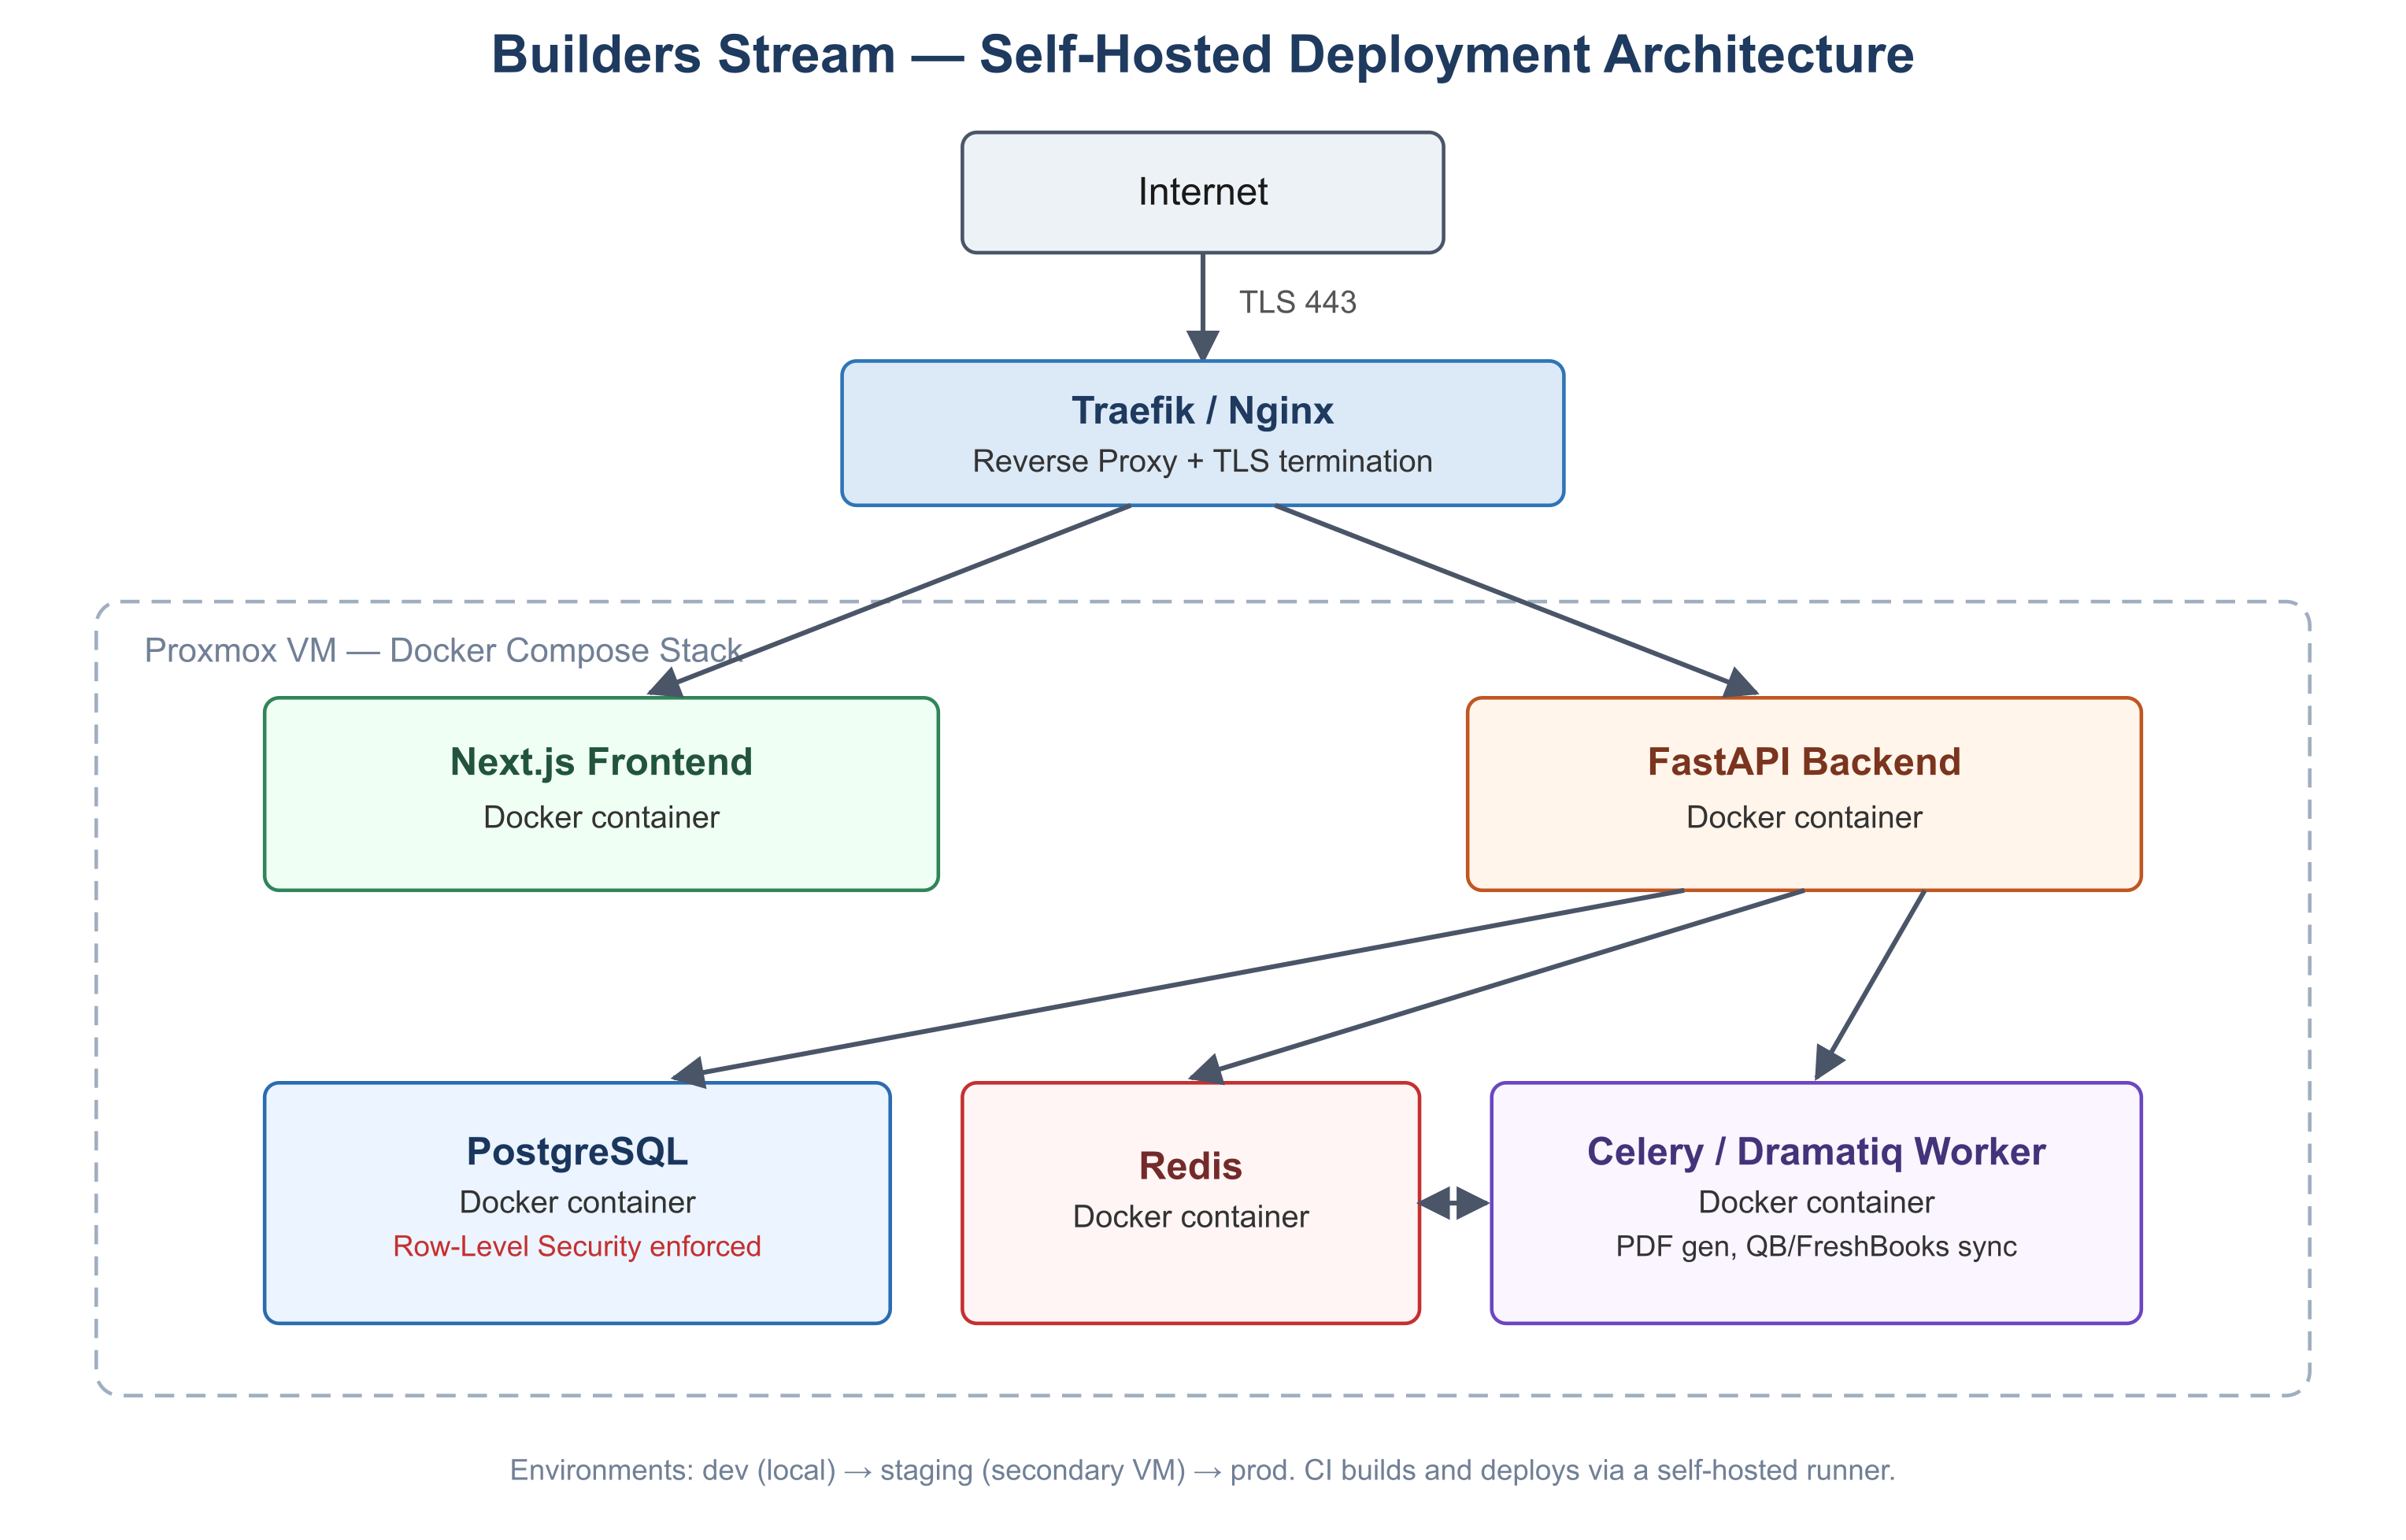 Builders Stream — Self-Hosted Deployment Architecture
Internet
TLS 443
Traefik / Nginx
Reverse Proxy + TLS termination
Proxmox VM — Docker Compose Stack
Next.js Frontend
Docker container
FastAPI Backend
Docker container
PostgreSQL
Docker container
Row-Level Security enforced
Redis
Docker container
Celery / Dramatiq Worker
Docker container
PDF gen, QB/FreshBooks sync
Environments: dev (local) → staging (secondary VM) → prod. CI builds and deploys via a self-hosted runner.